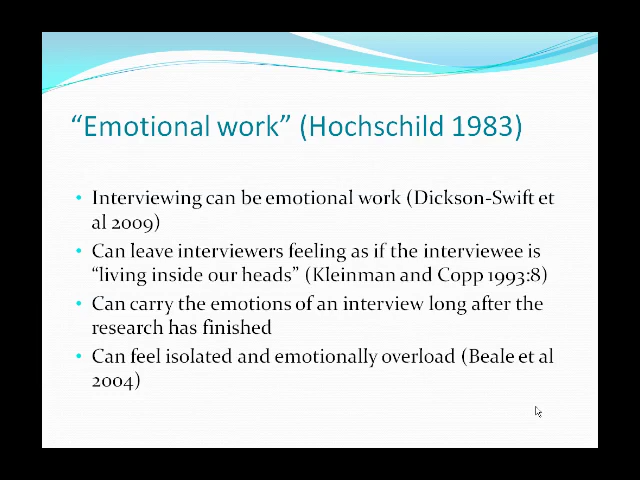 “Emotional work” (Hochschild 1983)
• Interviewing can be emotional work (Dickson-Swift et
al 2009)
• Can leave interviewers feeling as if the interviewee is
“living inside our heads” (Kleinman and Copp 1993:8)
• Can carry the emotions of an interview long after the
research has finished
• Can feel isolated and emotionally overload (Beale et al
2004)